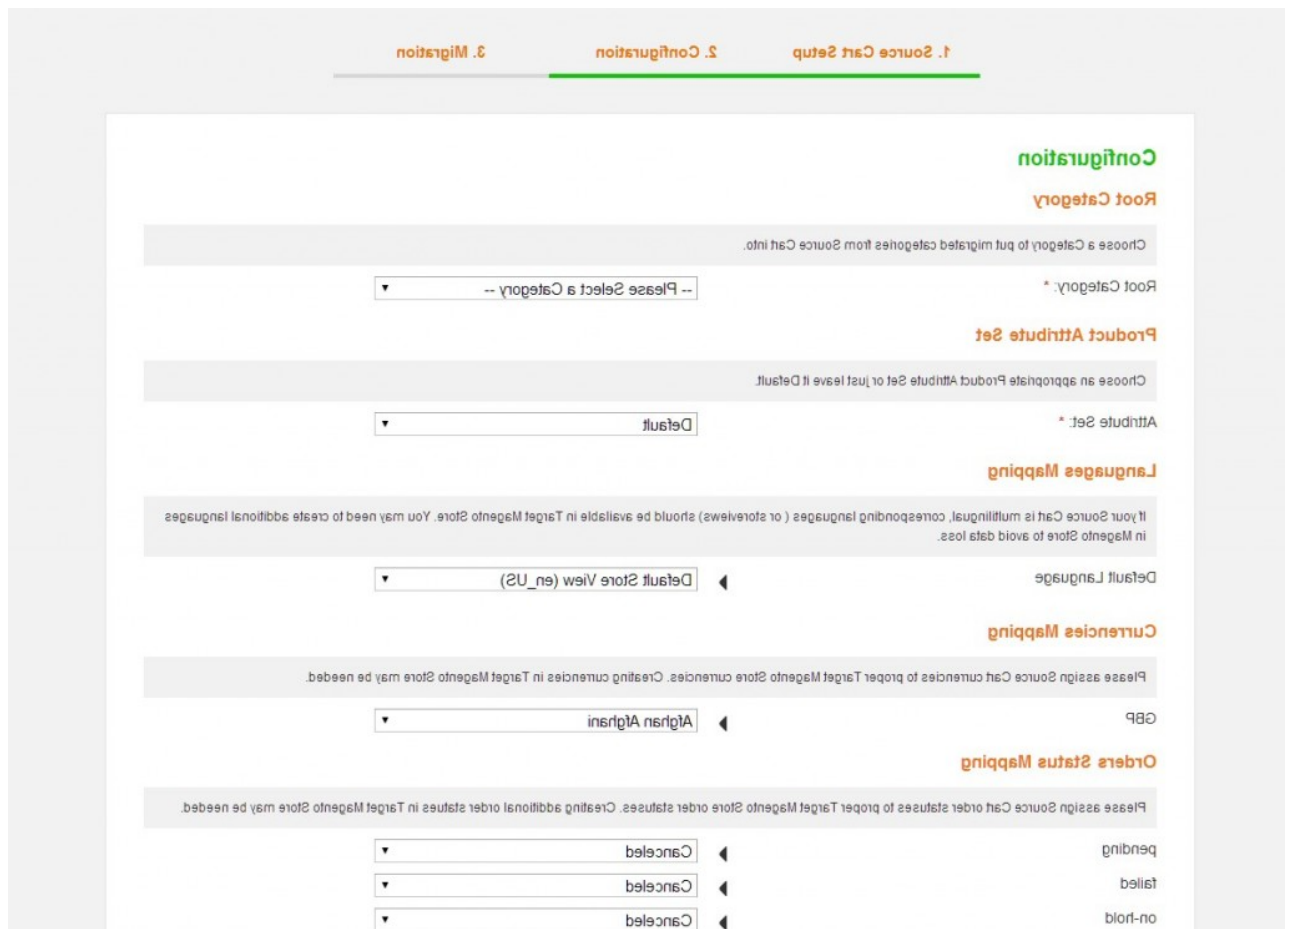 1. Source Cart Setup 2. Configuration 3. Migration
Configuration
Root Category
Choose a Category to put migrated categories from Source Cart into.
Root Category: * -- Please Select a Category --
Product Attribute Set
Choose an appropriate Product Attribute Set or just leave it Default.
Attribute Set: * Default
Languages Mapping
If your Source Cart is multilingual, corresponding languages ( or storeviews) should be available in Target Magento Store. You may need to create additional languages
in Magento Store to avoid data loss.
Default Language Default Store View (en_US)
Currencies Mapping
Please assign Source Cart currencies to proper Target Magento Store currencies. Creating currencies in Target Magento Store may be needed.
GBP Afghan Afghani
Orders Status Mapping
Please assign Source Cart order statuses to proper Target Magento Store order statuses. Creating additional order statues in Target Magento Store may be needed.
pending Canceled
failed Canceled
on-hold Canceled